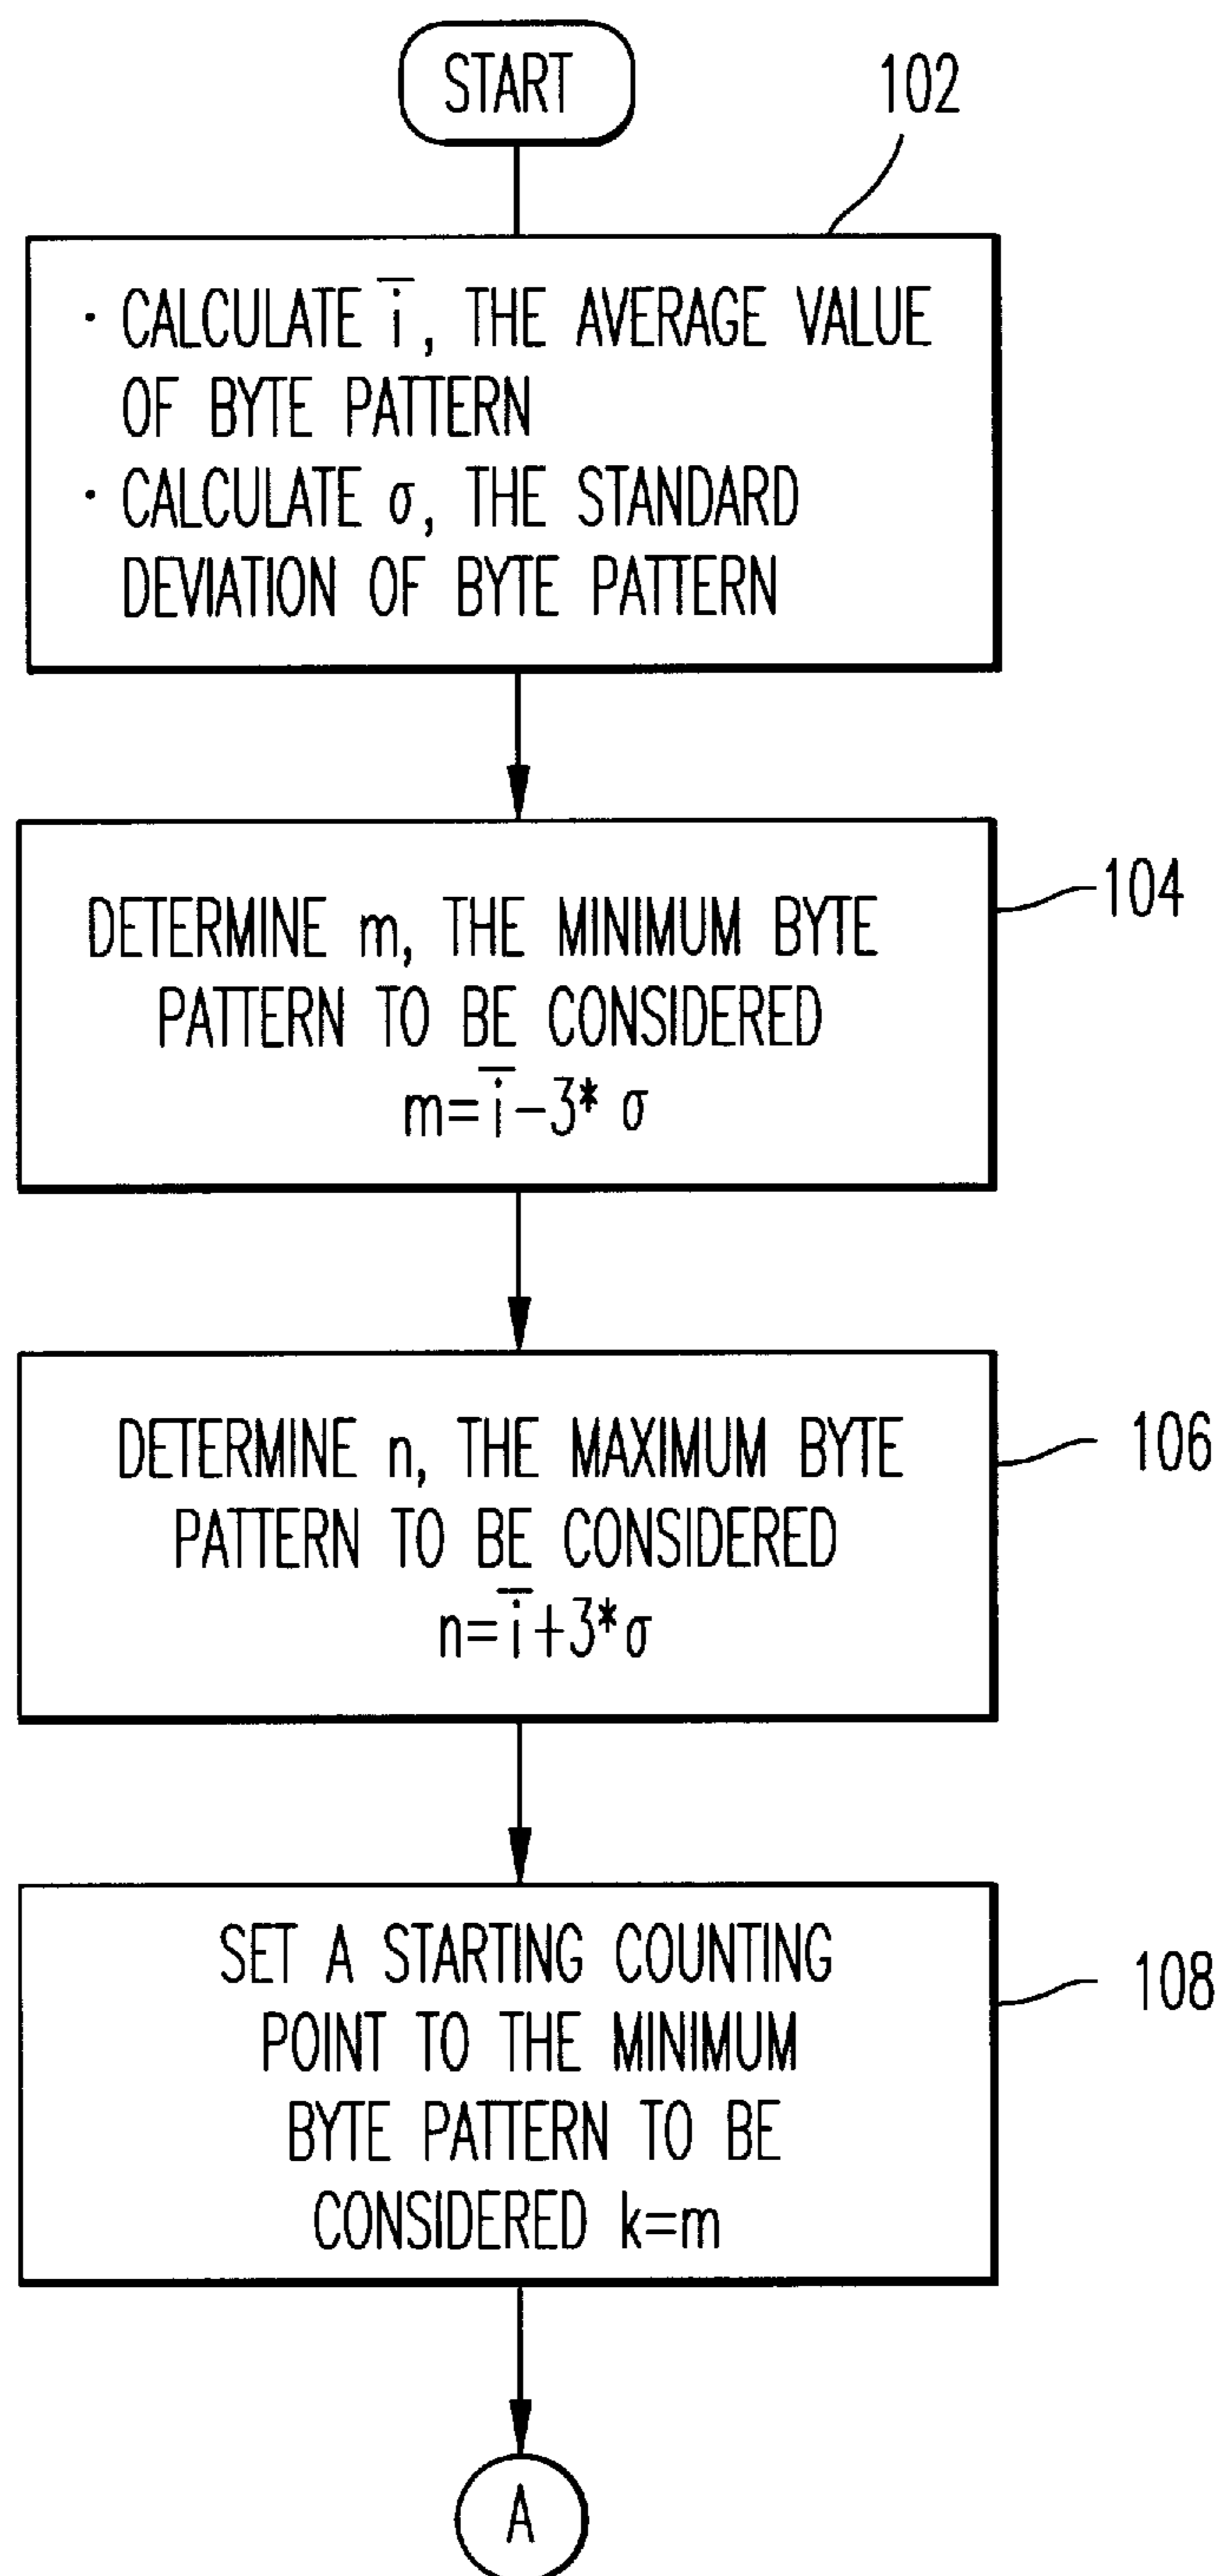 START
102
· CALCULATE i̅, THE AVERAGE VALUE
OF BYTE PATTERN
· CALCULATE σ, THE STANDARD
DEVIATION OF BYTE PATTERN
DETERMINE m, THE MINIMUM BYTE
PATTERN TO BE CONSIDERED
m=i̅-3* σ
104
DETERMINE n, THE MAXIMUM BYTE
PATTERN TO BE CONSIDERED
n=i̅+3*σ
106
SET A STARTING COUNTING
POINT TO THE MINIMUM
BYTE PATTERN TO BE
CONSIDERED k=m
108
A